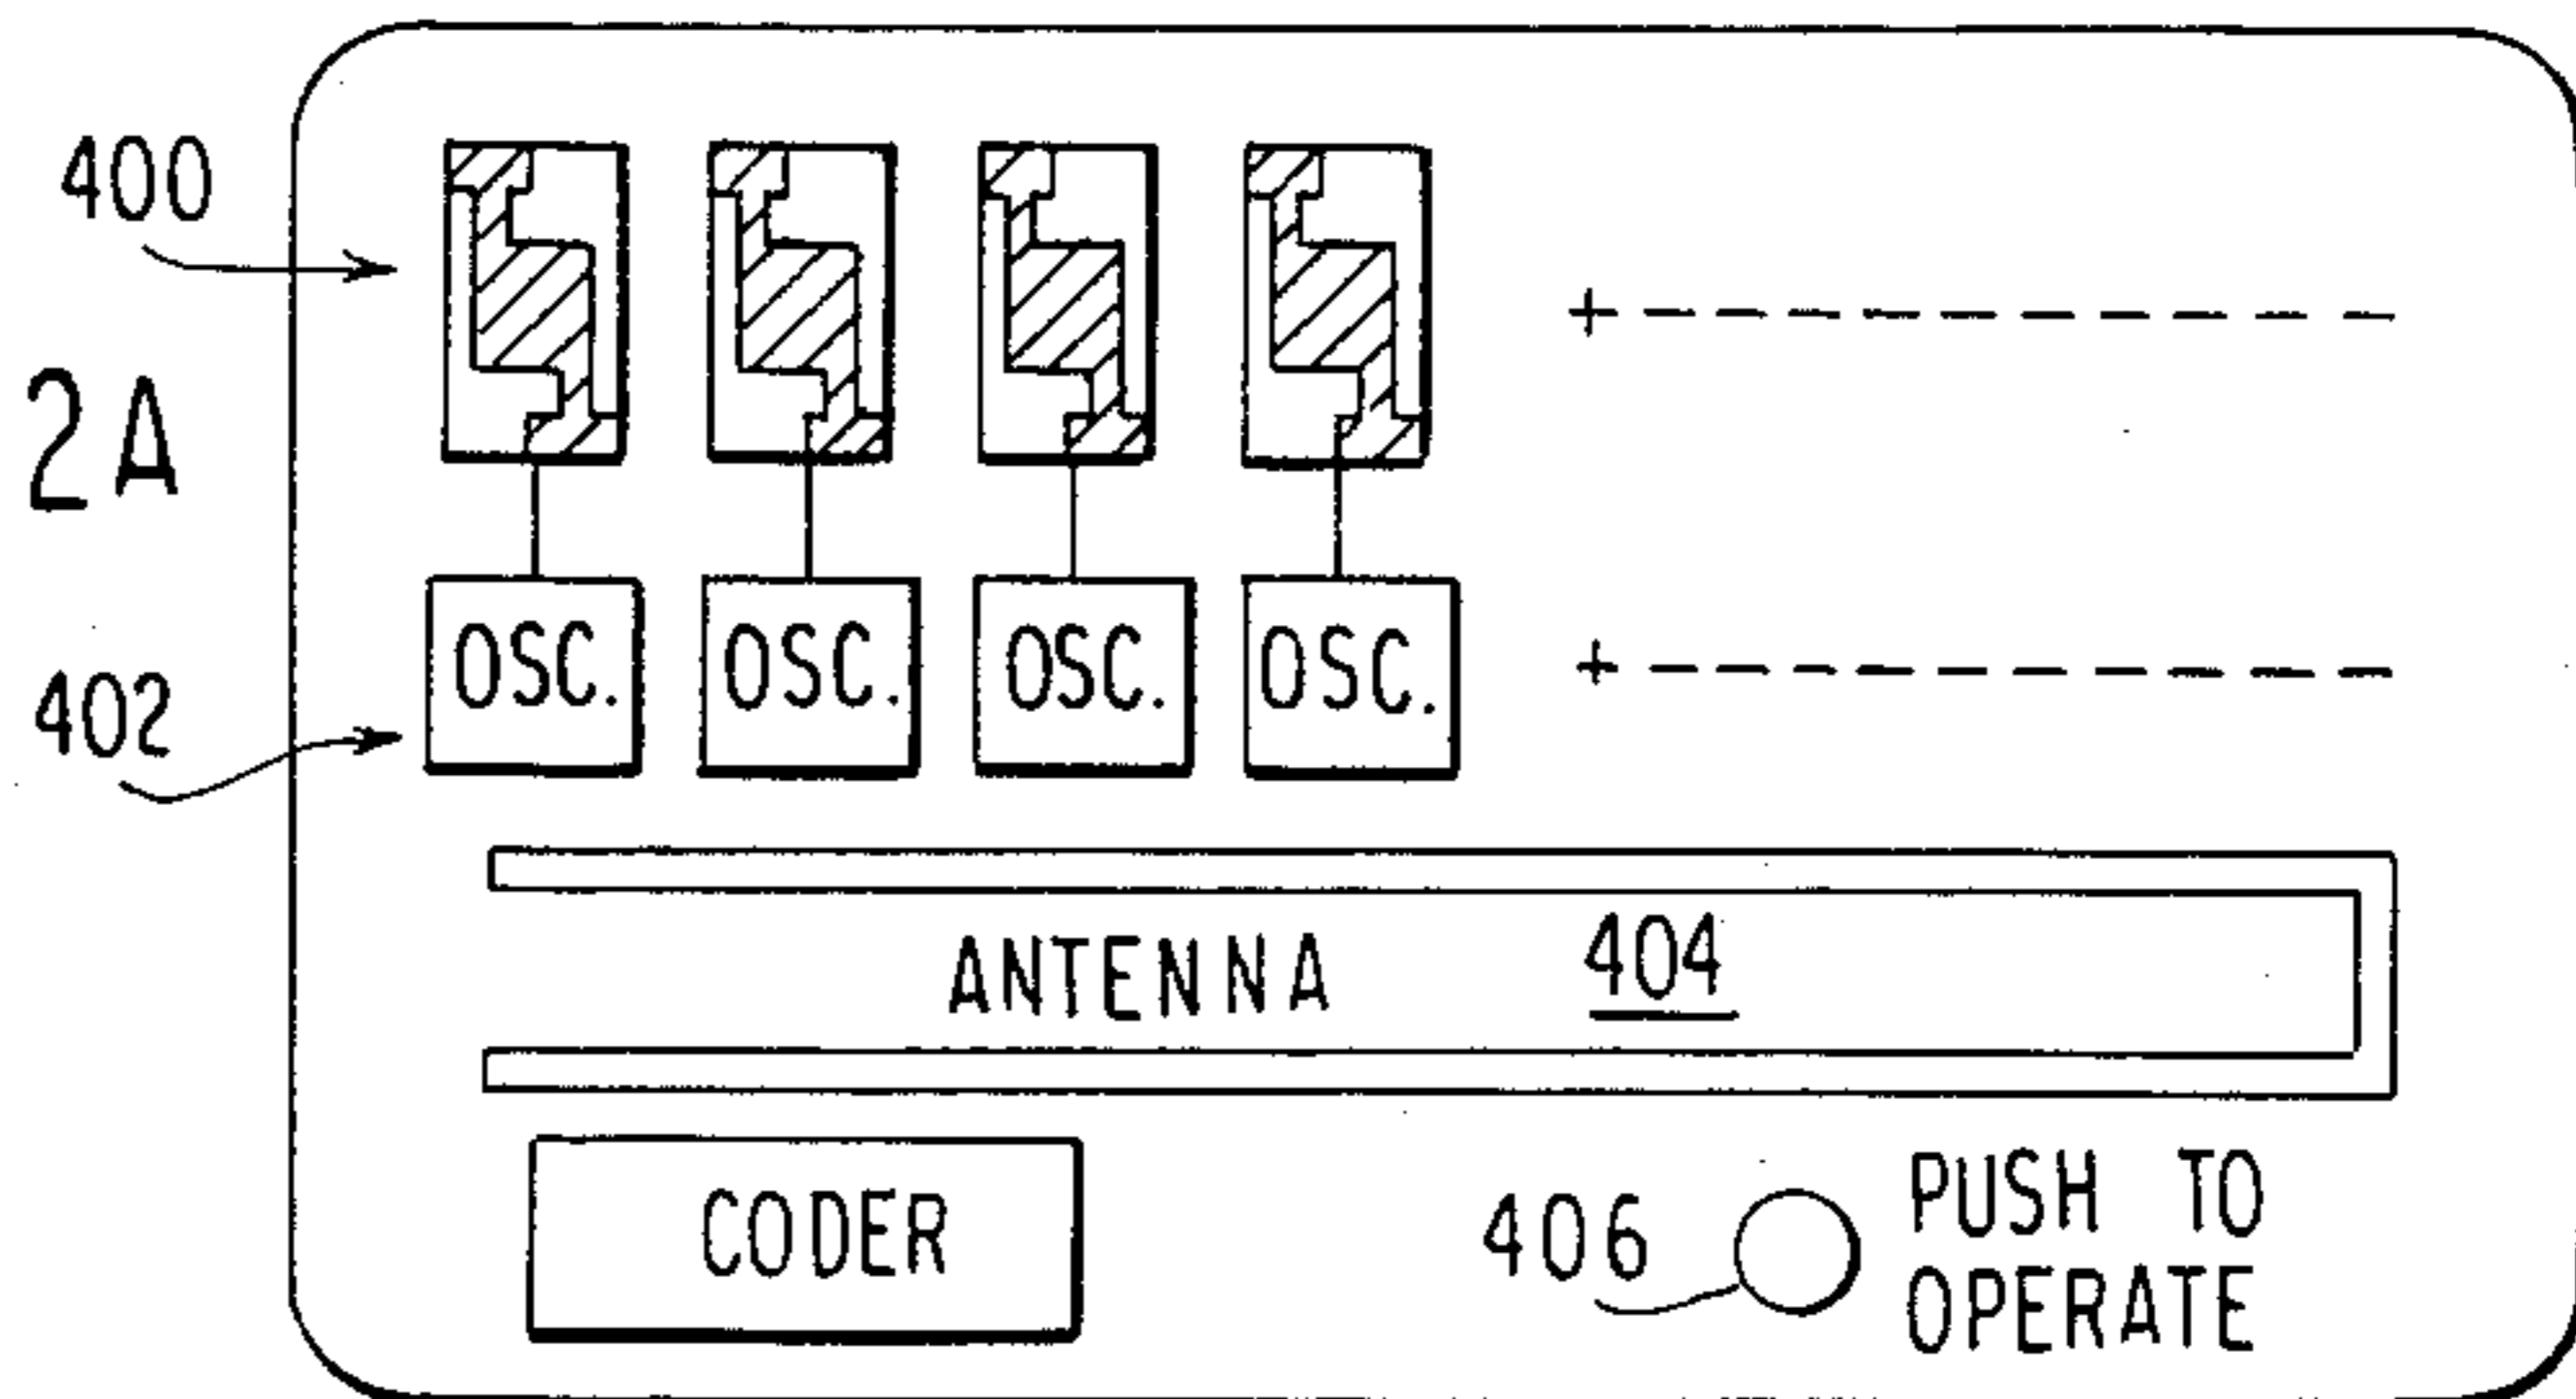 400
2A
402
OSC. OSC. OSC. OSC.
ANTENNA 404
CODER
406
PUSH TO
OPERATE